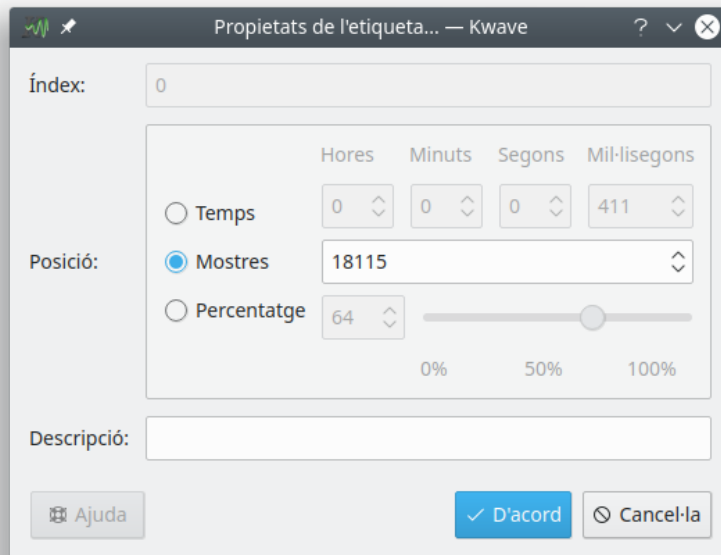 Propietats de l'etiqueta... — Kwave
Índex: 0
Hores Minuts Segons Mil·lisegons
Temps 0 0 0 411
Posició: Mostres 18115
Percentatge 64
0% 50% 100%
Descripció:
Ajuda D'acord Cancel·la